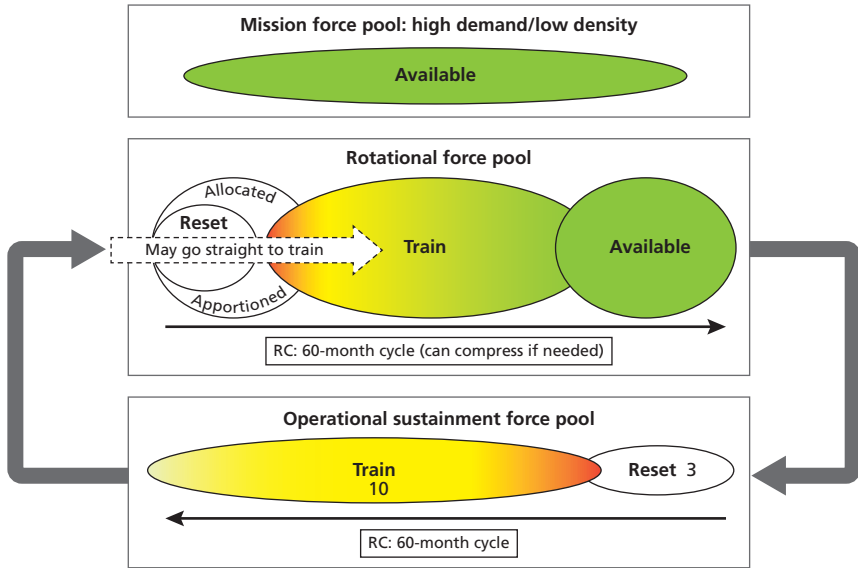 Mission force pool: high demand/low density
Available
Rotational force pool
Allocated
Reset
May go straight to train
Train
Available
Apportioned
RC: 60-month cycle (can compress if needed)
Operational sustainment force pool
Train
10
Reset 3
RC: 60-month cycle